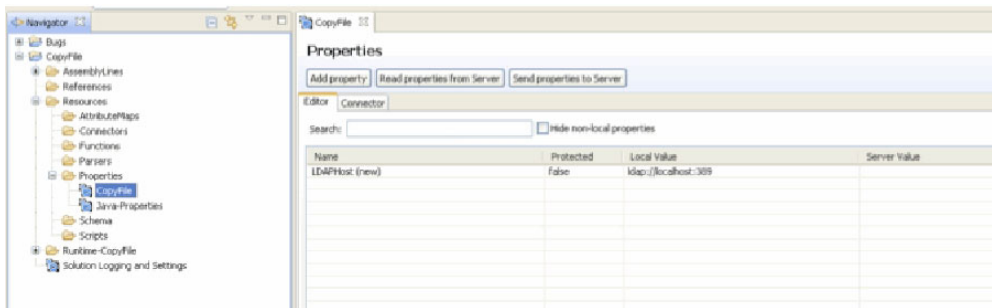 Navigator
Bugs
CopyFile
AssemblyLines
References
Resources
AttributeMaps
Connectors
Functions
Parsers
Properties
CopyFile
Java-Properties
Schema
Scripts
Runtime-CopyFile
Solution Logging and Settings
CopyFile
Properties
Add property Read properties from Server Send properties to Server
Editor Connector
Search: Hide non-local properties
Name Protected Local Value Server Value
LDAPHost (new) false ldap://localhost:389